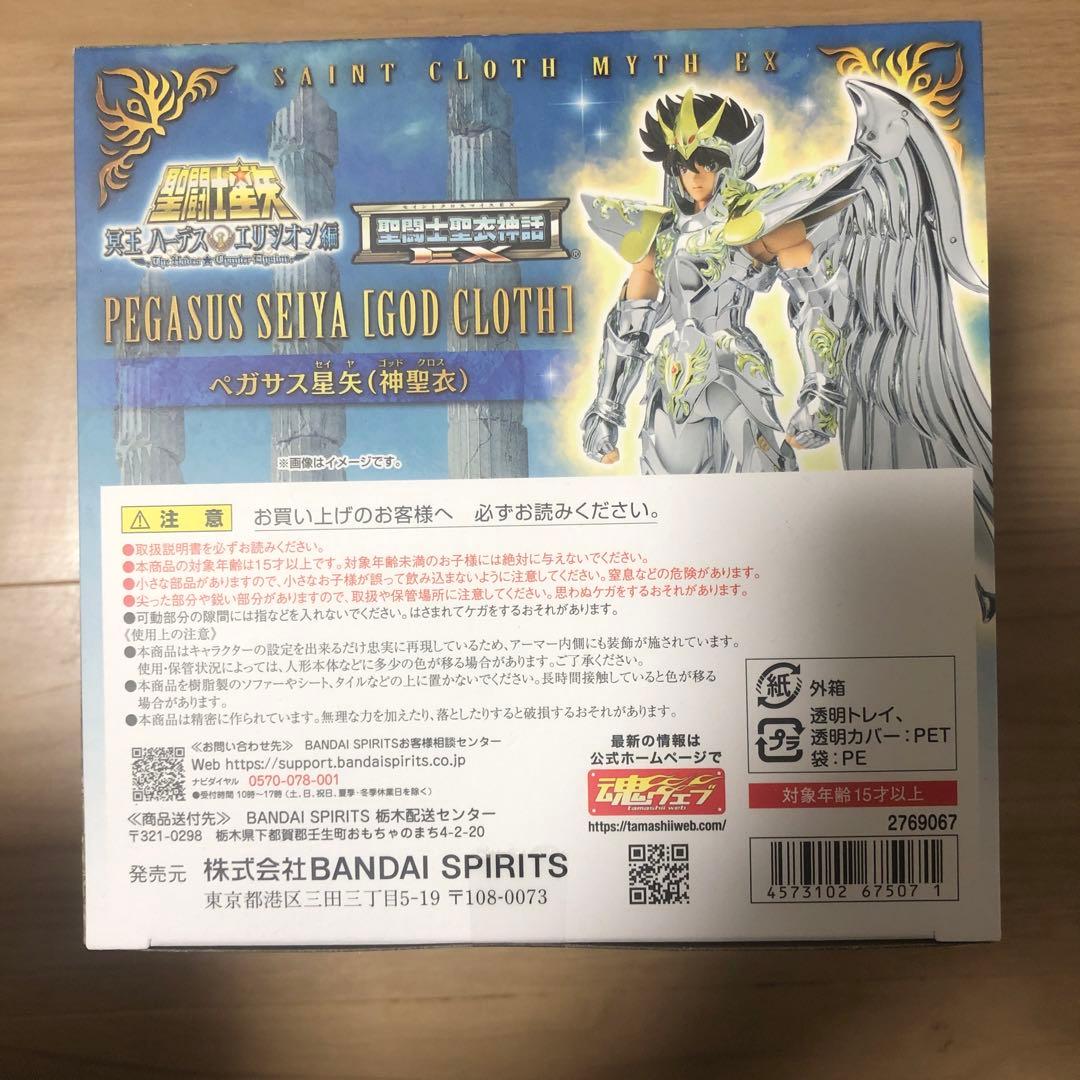 SAINT CLOTH MYTH EX
聖闘士星矢
冥王 ハーデス エリシオン編
The Hades Chapter Elysion
セイントクロスマイスEX
聖闘士聖衣神話
EX®
PEGASUS SEIYA [GOD CLOTH]
セイヤ ゴッド クロス
ペガサス星矢(神聖衣)
※画像はイメージです。
注 意 お買い上げのお客様へ 必ずお読みください。
●取扱説明書を必ずお読みください。
●本商品の対象年齢は15才以上です。対象年齢未満のお子様には絶対に与えないでください。
●小さな部品がありますので、小さなお子様が誤って飲み込まないように注意してください。窒息などの危険があります。
●尖った部分や鋭い部分がありますので、取扱や保管場所に注意してください。思わぬケガをするおそれがあります。
●可動部分の隙間には指などを入れないでください。はさまれてケガをするおそれがあります。
《使用上の注意》
●本商品はキャラクターの設定を出来るだけ忠実に再現しているため、アーマー内側にも装飾が施されています。
使用・保管状況によっては、人形本体などに多少の色が移る場合があります。ご了承ください。
●本商品を樹脂製のソファーやシート、タイルなどの上に置かないでください。長時間接触していると色が移る
場合があります。
●本商品は精密に作られています。無理な力を加えたり、落としたりすると破損するおそれがあります。
≪お問い合わせ先≫ BANDAI SPIRITSお客様相談センター
Web https://support.bandaispirits.co.jp
ナビダイヤル 0570-078-001
●受付時間 10時〜17時(土、日、祝日、夏季・冬季休業日を除く)
≪商品送付先≫ BANDAI SPIRITS 栃木配送センター
〒321-0298 栃木県下都賀郡壬生町おもちゃのまち4-2-20
発売元 株式会社BANDAI SPIRITS
東京都港区三田三丁目5-19 〒108-0073
最新の情報は
公式ホームページで
魂ウェブ
tamashii web
https://tamashiiweb.com/
紙 外箱
プラ 透明トレイ、
透明カバー：PET
袋：PE
対象年齢 15才以上
2769067
4573102 67507 1